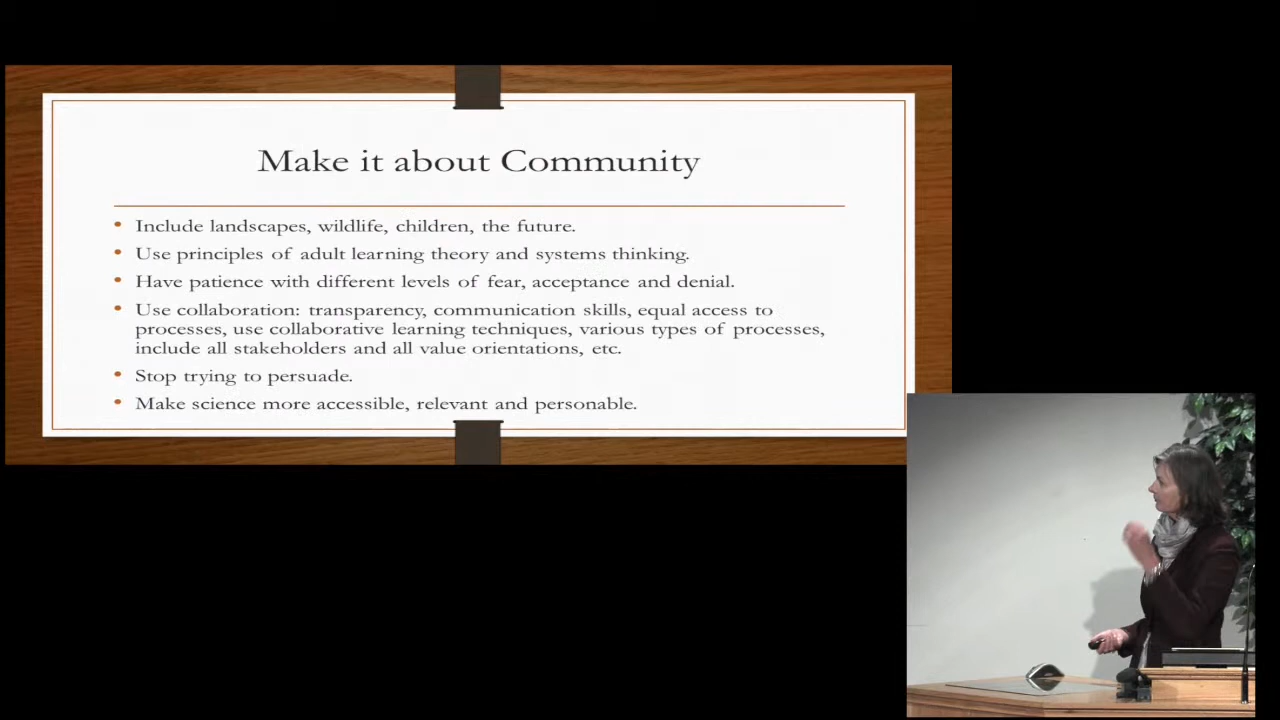 Make it about Community
• Include landscapes, wildlife, children, the future.
• Use principles of adult learning theory and systems thinking.
• Have patience with different levels of fear, acceptance and denial.
• Use collaboration: transparency, communication skills, equal access to
processes, use collaborative learning techniques, various types of processes,
include all stakeholders and all value orientations, etc.
• Stop trying to persuade.
• Make science more accessible, relevant and personable.